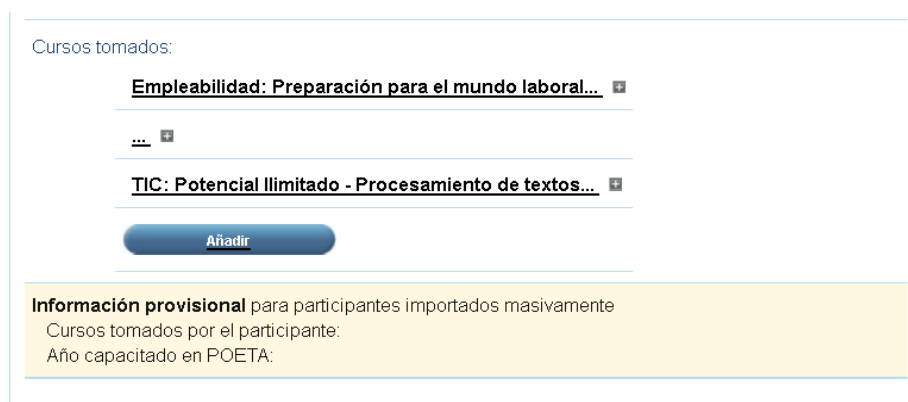 Cursos tomados:
Empleabilidad: Preparación para el mundo laboral...
...
TIC: Potencial Ilimitado - Procesamiento de textos...
Añadir
Información provisional para participantes importados masivamente
Cursos tomados por el participante:
Año capacitado en POETA: